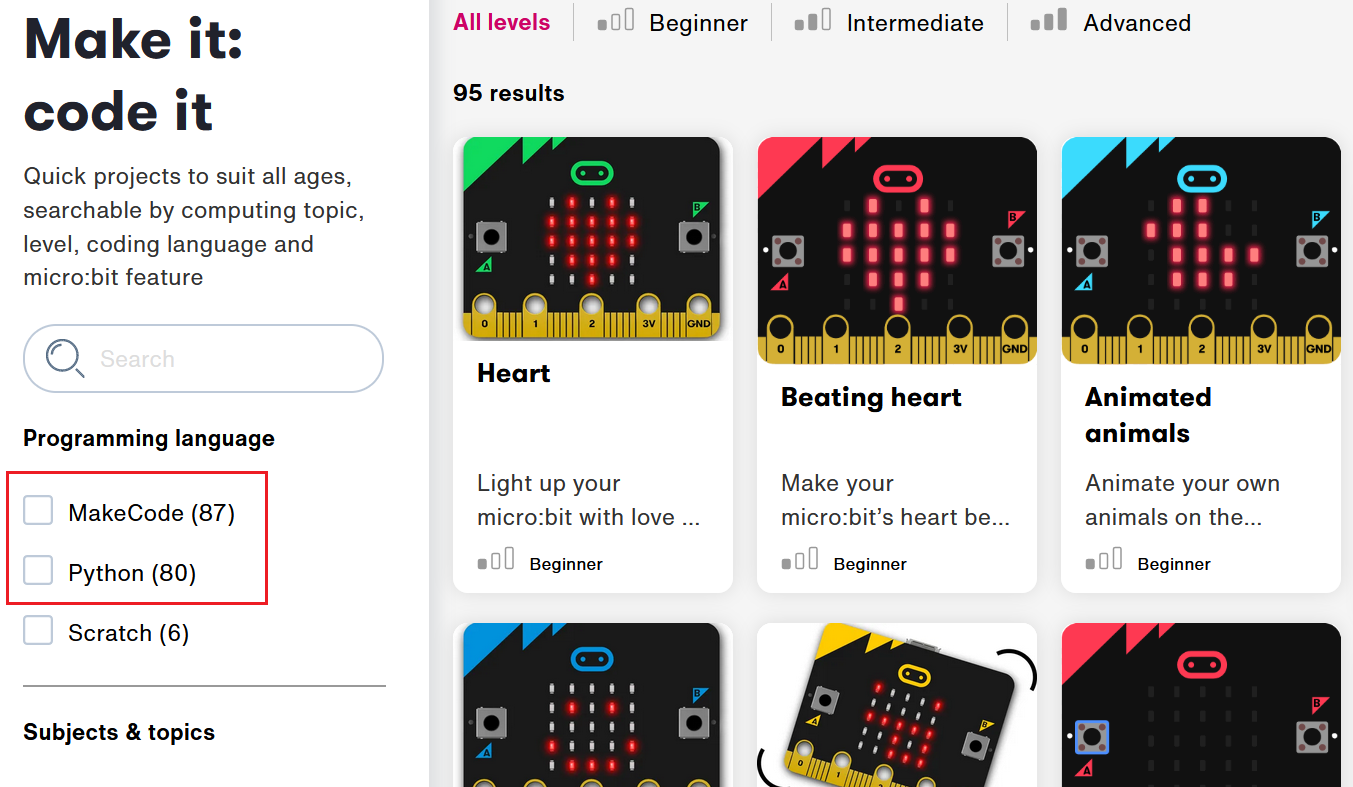 Make it:
code it
Quick projects to suit all ages,
searchable by computing topic,
level, coding language and
micro:bit feature
Search
Programming language
MakeCode (87)
Python (80)
Scratch (6)
Subjects & topics
All levels
Beginner
Intermediate
Advanced
95 results
B
A
0 1 2 3V GND
Heart
Light up your
micro:bit with love ...
Beginner
B
A
0 1 2 3V GND
Beating heart
Make your
micro:bit’s heart be...
Beginner
B
A
0 1 2 3V GND
Animated
animals
Animate your own
animals on the...
Beginner
B
A
A
B
0 1
B
A